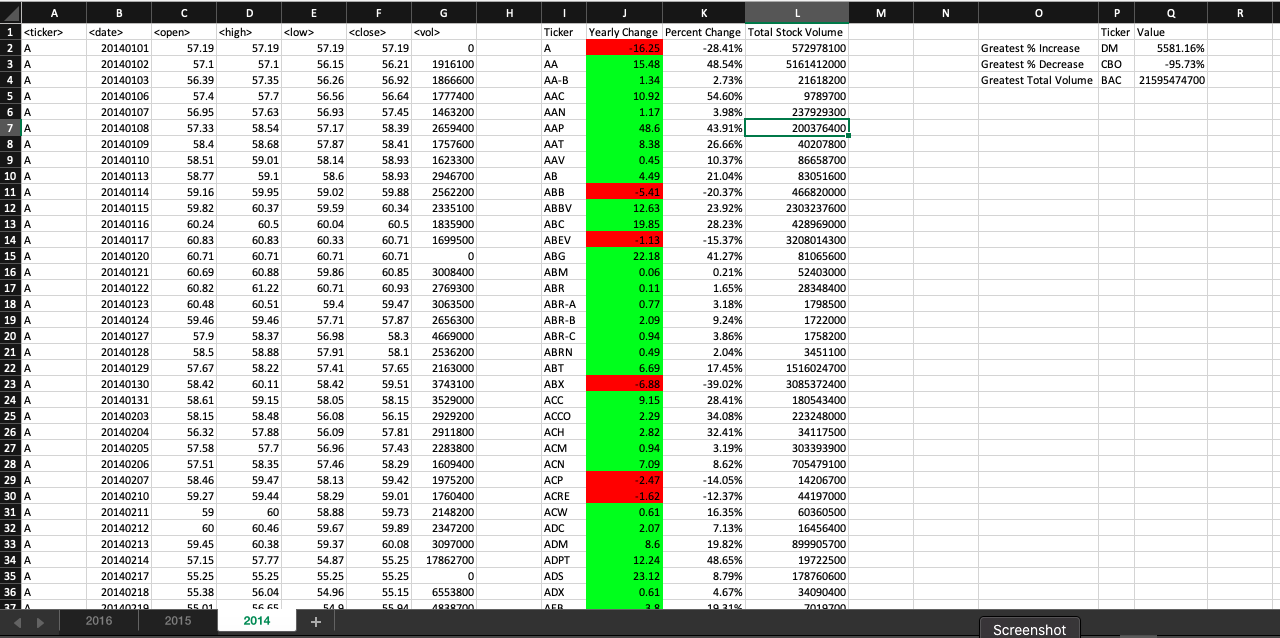 A B C D E F G H I J K L M N O P Q R
1 <ticker> <date> <open> <high> <low> <close> <vol> Ticker Yearly Change Percent Change Total Stock Volume Ticker Value
2 A 20140101 57.19 57.19 57.19 57.19 0 A -16.25 -28.41% 572978100 Greatest % Increase DM 5581.16%
3 A 20140102 57.1 57.1 56.15 56.21 1916100 AA 15.48 48.54% 5161412000 Greatest % Decrease CBO -95.73%
4 A 20140103 56.39 57.35 56.26 56.92 1866600 AA-B 1.34 2.73% 21618200 Greatest Total Volume BAC 21595474700
5 A 20140106 57.4 57.7 56.56 56.64 1777400 AAC 10.92 54.60% 9789700
6 A 20140107 56.95 57.63 56.93 57.45 1463200 AAN 1.17 3.98% 237929300
7 A 20140108 57.33 58.54 57.17 58.39 2659400 AAP 48.6 43.91% 200376400
8 A 20140109 58.4 58.68 57.87 58.41 1757600 AAT 8.38 26.66% 40207800
9 A 20140110 58.51 59.01 58.14 58.93 1623300 AAV 0.45 10.37% 86658700
10 A 20140113 58.77 59.1 58.6 58.93 2946700 AB 4.49 21.04% 83051600
11 A 20140114 59.16 59.95 59.02 59.88 2562200 ABB -5.41 -20.37% 466820000
12 A 20140115 59.82 60.37 59.59 60.34 2335100 ABBV 12.63 23.92% 2303237600
13 A 20140116 60.24 60.5 60.04 60.5 1835900 ABC 19.85 28.23% 428969000
14 A 20140117 60.83 60.83 60.33 60.71 1699500 ABEV -1.13 -15.37% 3208014300
15 A 20140120 60.71 60.71 60.71 60.71 0 ABG 22.18 41.27% 81065600
16 A 20140121 60.69 60.88 59.86 60.85 3008400 ABM 0.06 0.21% 52403000
17 A 20140122 60.82 61.22 60.71 60.93 2769300 ABR 0.11 1.65% 28348400
18 A 20140123 60.48 60.51 59.4 59.47 3063500 ABR-A 0.77 3.18% 1798500
19 A 20140124 59.46 59.46 57.71 57.87 2656300 ABR-B 2.09 9.24% 1722000
20 A 20140127 57.9 58.37 56.98 58.3 4669000 ABR-C 0.94 3.86% 1758200
21 A 20140128 58.5 58.88 57.91 58.1 2536200 ABRN 0.49 2.04% 3451100
22 A 20140129 57.67 58.22 57.41 57.65 2163000 ABT 6.69 17.45% 1516024700
23 A 20140130 58.42 60.11 58.42 59.51 3743100 ABX -6.88 -39.02% 3085372400
24 A 20140131 58.61 59.15 58.05 58.15 3529000 ACC 9.15 28.41% 180543400
25 A 20140203 58.15 58.48 56.08 56.15 2929200 ACCO 2.29 34.08% 223248000
26 A 20140204 56.32 57.88 56.09 57.81 2911800 ACH 2.82 32.41% 34117500
27 A 20140205 57.58 57.7 56.96 57.43 2283800 ACM 0.94 3.19% 303393900
28 A 20140206 57.51 58.35 57.46 58.29 1609400 ACN 7.09 8.62% 705479100
29 A 20140207 58.46 59.47 58.13 59.42 1975200 ACP -2.47 -14.05% 14206700
30 A 20140210 59.27 59.44 58.29 59.01 1760400 ACRE -1.62 -12.37% 44197000
31 A 20140211 59 60 58.88 59.73 2148200 ACW 0.61 16.35% 60360500
32 A 20140212 60 60.46 59.67 59.89 2347200 ADC 2.07 7.13% 16456400
33 A 20140213 59.45 60.38 59.37 60.08 3097000 ADM 8.6 19.82% 899905700
34 A 20140214 57.15 57.77 54.87 55.25 17862700 ADPT 12.24 48.65% 19722500
35 A 20140217 55.25 55.25 55.25 55.25 0 ADS 23.12 8.79% 178760600
36 A 20140218 55.38 56.04 54.96 55.15 6553800 ADX 0.61 4.67% 34090400
37 A 20140219 55.01 56.65 54.9 55.94 4838700 AEB 3.8 19.31% 7019700
2016 2015 2014 +
Screenshot